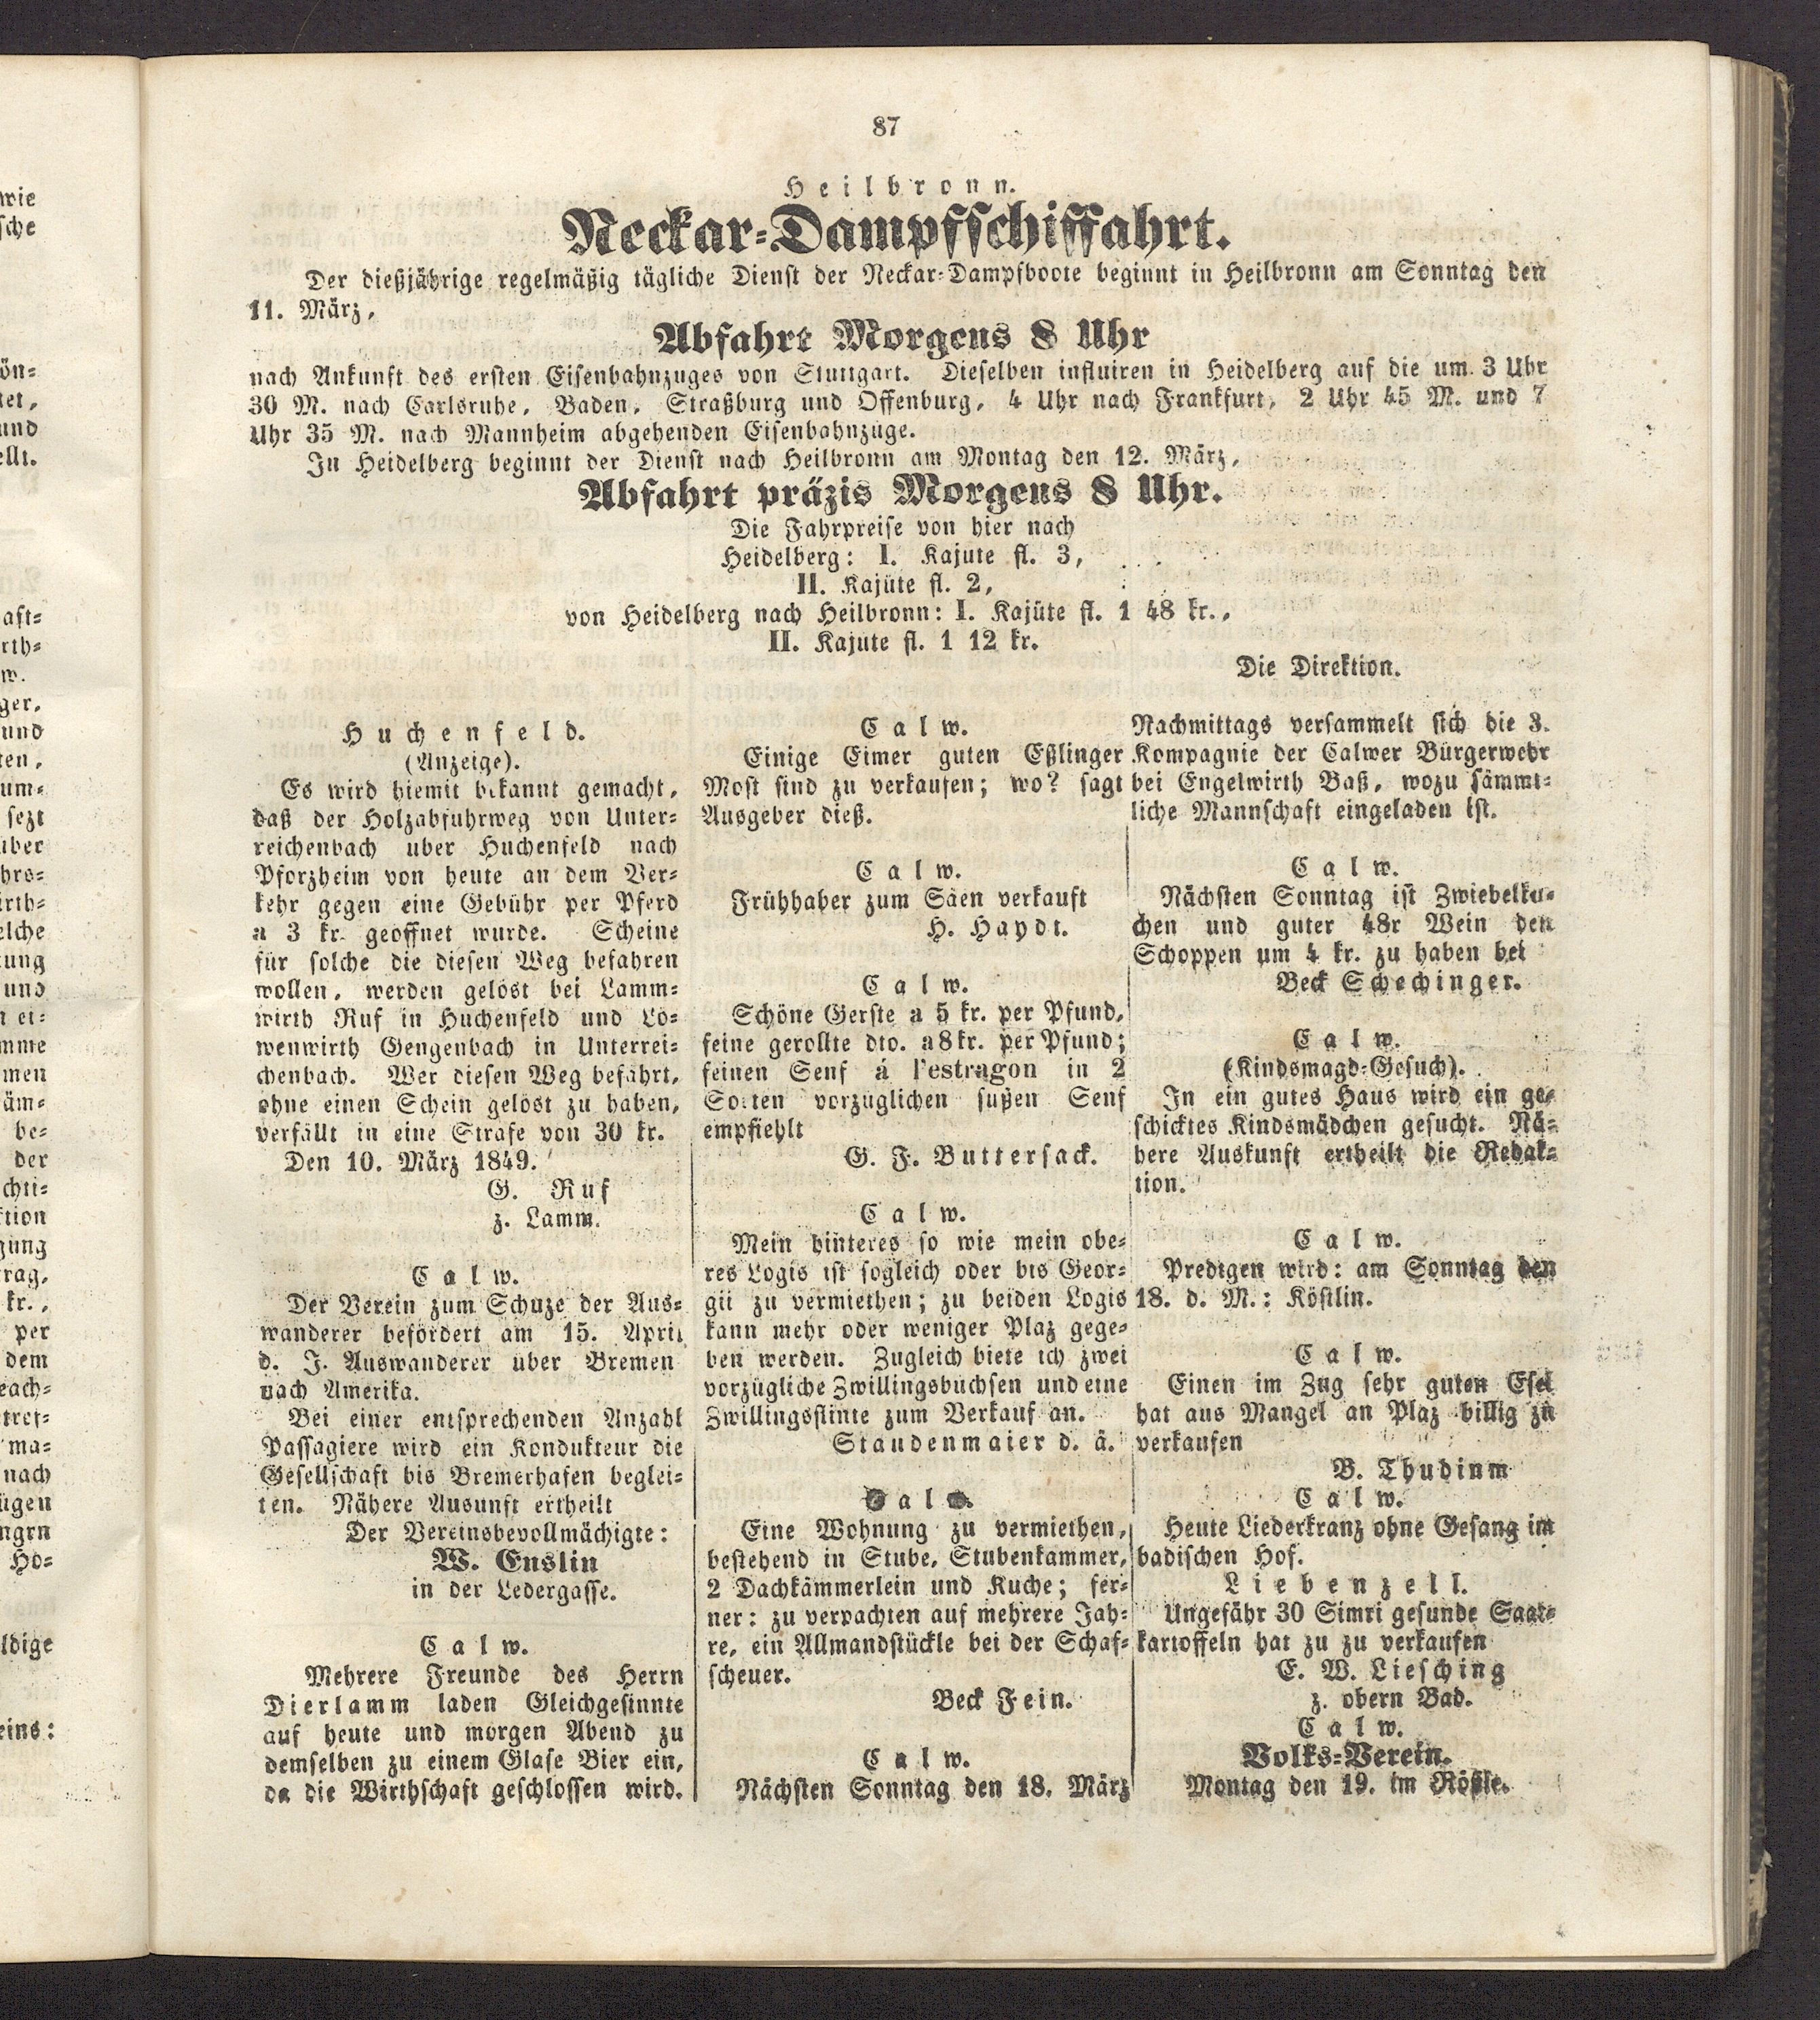 87
Heilbronn.
Neckar-Dampfschiffahrt.
Der dießjährige regelmäßig tägliche Dienst der Neckar-Dampfboote beginnt in Heilbronn am Sonntag den
11. März,
Abfahrt Morgens 8 Uhr
nach Ankunft des ersten Eisenbahnzuges von Stuttgart. Dieselben influiren in Heidelberg auf die um 3 Uhr
30 M. nach Carlsruhe, Baden, Straßburg und Offenburg, 4 Uhr nach Frankfurt, 2 Uhr 45 M. und 7
Uhr 35 M. nach Mannheim abgehenden Eisenbahnzüge.
In Heidelberg beginnt der Dienst nach Heilbronn am Montag den 12. März,
Abfahrt präzis Morgens 8 Uhr.
Die Fahrpreise von hier nach
Heidelberg: I. Kajute fl. 3,
II. Kajüte fl. 2,
von Heidelberg nach Heilbronn: I. Kajüte fl. 1 48 kr.,
II. Kajute fl. 1 12 kr.
Die Direktion.
Huchenfeld.
(Anzeige).
Es wird hiemit bekannt gemacht,
daß der Holzabfuhrweg von Unter-
reichenbach uber Huchenfeld nach
Pforzheim von heute an dem Ver-
kehr gegen eine Gebühr per Pferd
a 3 kr. geöffnet wurde. Scheine
für solche die diesen Weg befahren
wollen, werden gelöst bei Lamm-
wirth Ruf in Huchenfeld und Lö-
wenwirth Gengenbach in Unterrei-
chenbach. Wer diesen Weg befährt,
ohne einen Schein gelöst zu haben,
verfällt in eine Strafe von 30 kr.
Den 10. März 1849.
G. Ruf
z. Lamm.
Calw.
Der Verein zum Schuze der Aus-
wanderer befördert am 15. April
d. J. Auswanderer über Bremen
nach Amerika.
Bei einer entsprechenden Anzahl
Passagiere wird ein Kondukteur die
Gesellschaft bis Bremerhafen beglei-
ten. Nähere Ausunft ertheilt
Der Vereinsbevollmächigte:
W. Enslin
in der Ledergasse.
Calw.
Mehrere Freunde des Herrn
Dierlamm laden Gleichgesinnte
auf heute und morgen Abend zu
demselben zu einem Glase Bier ein,
da die Wirthschaft geschlossen wird.
Calw.
Einige Eimer guten Eßlinger
Most sind zu verkaufen; wo? sagt
Ausgeber dieß.
Calw.
Frühhaber zum Säen verkauft
H. Haydt.
Calw.
Schöne Gerste a 5 kr. per Pfund,
feine gerollte dto. a 8 kr. per Pfund;
feinen Senf á l'estragon in 2
Sorten vorzüglichen süßen Senf
empfiehlt
G. F. Buttersack.
Calw.
Mein hinteres so wie mein obe-
res Logis ist sogleich oder bis Geor-
gii zu vermiethen; zu beiden Logis
kann mehr oder weniger Plaz gege-
ben werden. Zugleich biete ich zwei
vorzügliche Zwillingsbüchsen und eine
Zwillingsflinte zum Verkauf an.
Staudenmaier d. ä.
Calw.
Eine Wohnung zu vermiethen,
bestehend in Stube, Stubenkammer,
2 Dachkämmerlein und Kuche; fer-
ner: zu verpachten auf mehrere Jah-
re, ein Allmandstückle bei der Schaf-
scheuer.
Beck Fein.
Calw.
Nächsten Sonntag den 18. März
Nachmittags versammelt sich die 3.
Kompagnie der Calwer Bürgerwehr
bei Engelwirth Baß, wozu sämmt-
liche Mannschaft eingeladen ist.
Calw.
Nächsten Sonntag ist Zwiebelku-
chen und guter 48r Wein den
Schoppen um 4 kr. zu haben bei
Beck Schechinger.
Calw.
(Kindsmagd-Gesuch).
In ein gutes Haus wird ein ge-
schicktes Kindsmädchen gesucht. Nä-
here Auskunft ertheilt die Redak-
tion.
Calw.
Predigen wird: am Sonntag den
18. d. M.: Köstlin.
Calw.
Einen im Zug sehr guten Esel
hat aus Mangel an Plaz billig zu
verkaufen
B. Thudium
Calw.
Heute Liederkranz ohne Gesang im
badischen Hof.
Liebenzell.
Ungefähr 30 Simri gesunde Saat-
kartoffeln hat zu zu verkaufen
E. W. Liesching
z. obern Bad.
Calw.
Volks-Verein.
Montag den 19. im Rößle.